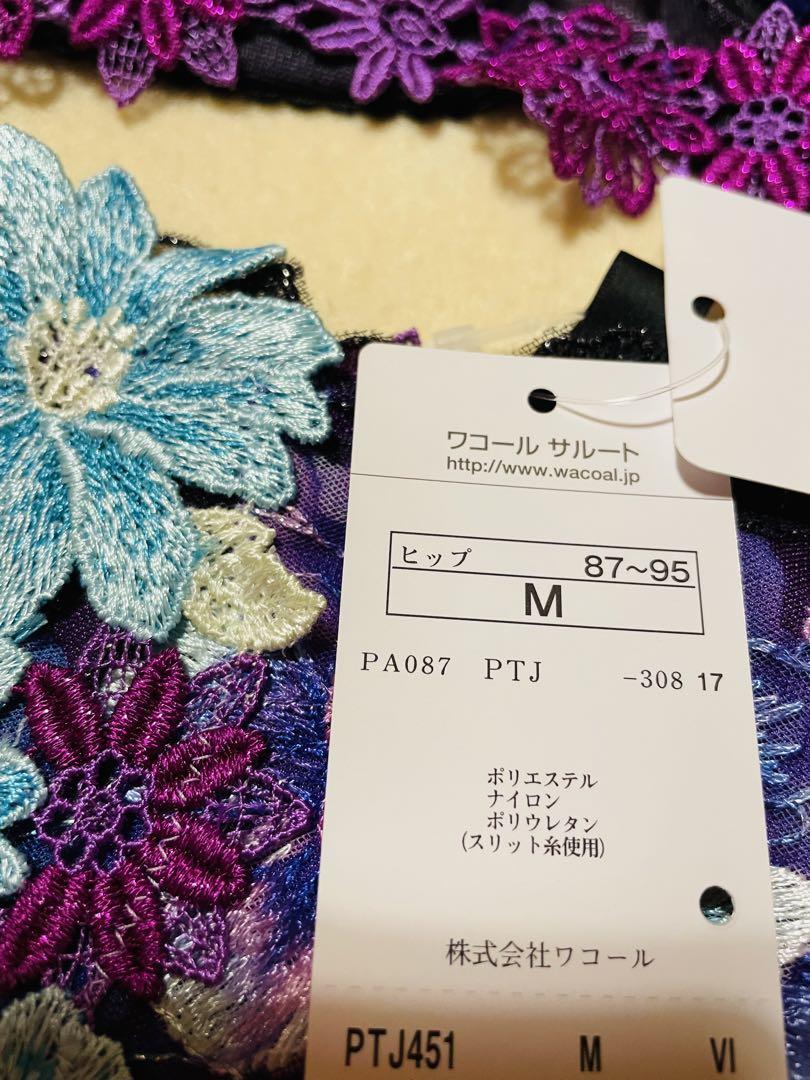 ワコール サルート
http://www.wacoal.jp
ヒップ 87~95
M
PA087 PTJ -308 17
ポリエステル
ナイロン
ポリウレタン
(スリット糸使用)
株式会社ワコール
PTJ451 M VI